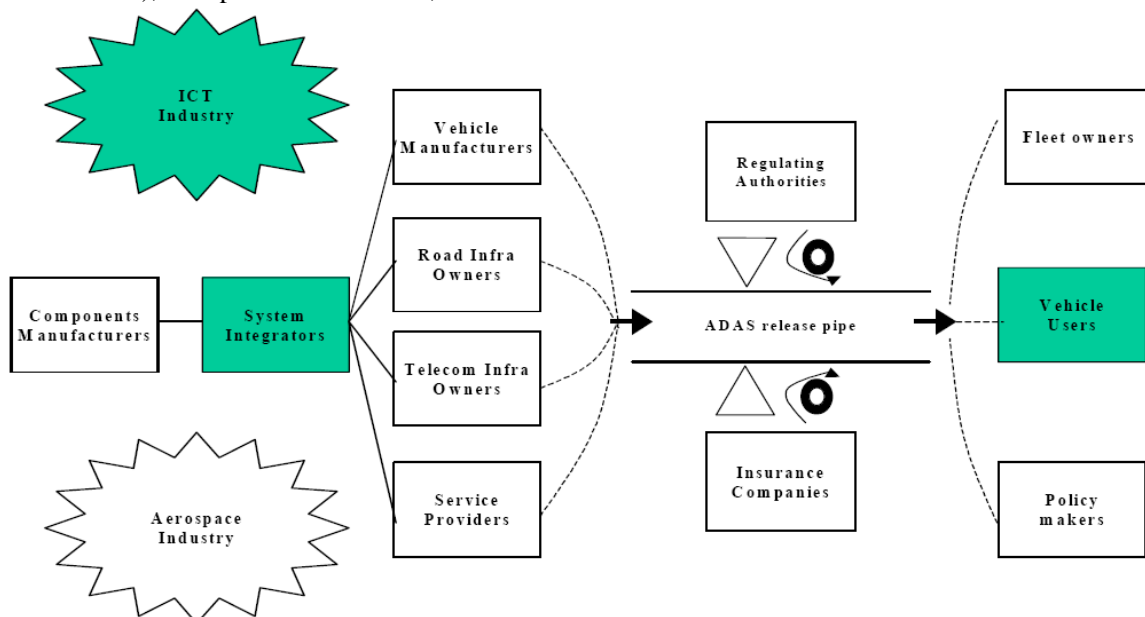 ICT
Industry
Vehicle
Manufacturers
Regulating
Authorities
Fleet owners
Road Infra
Owners
Components
Manufacturers
System
Integrators
ADAS release pipe
Vehicle
Users
Telecom Infra
Owners
Insurance
Companies
Service
Providers
Policy
makers
Aerospace
Industry